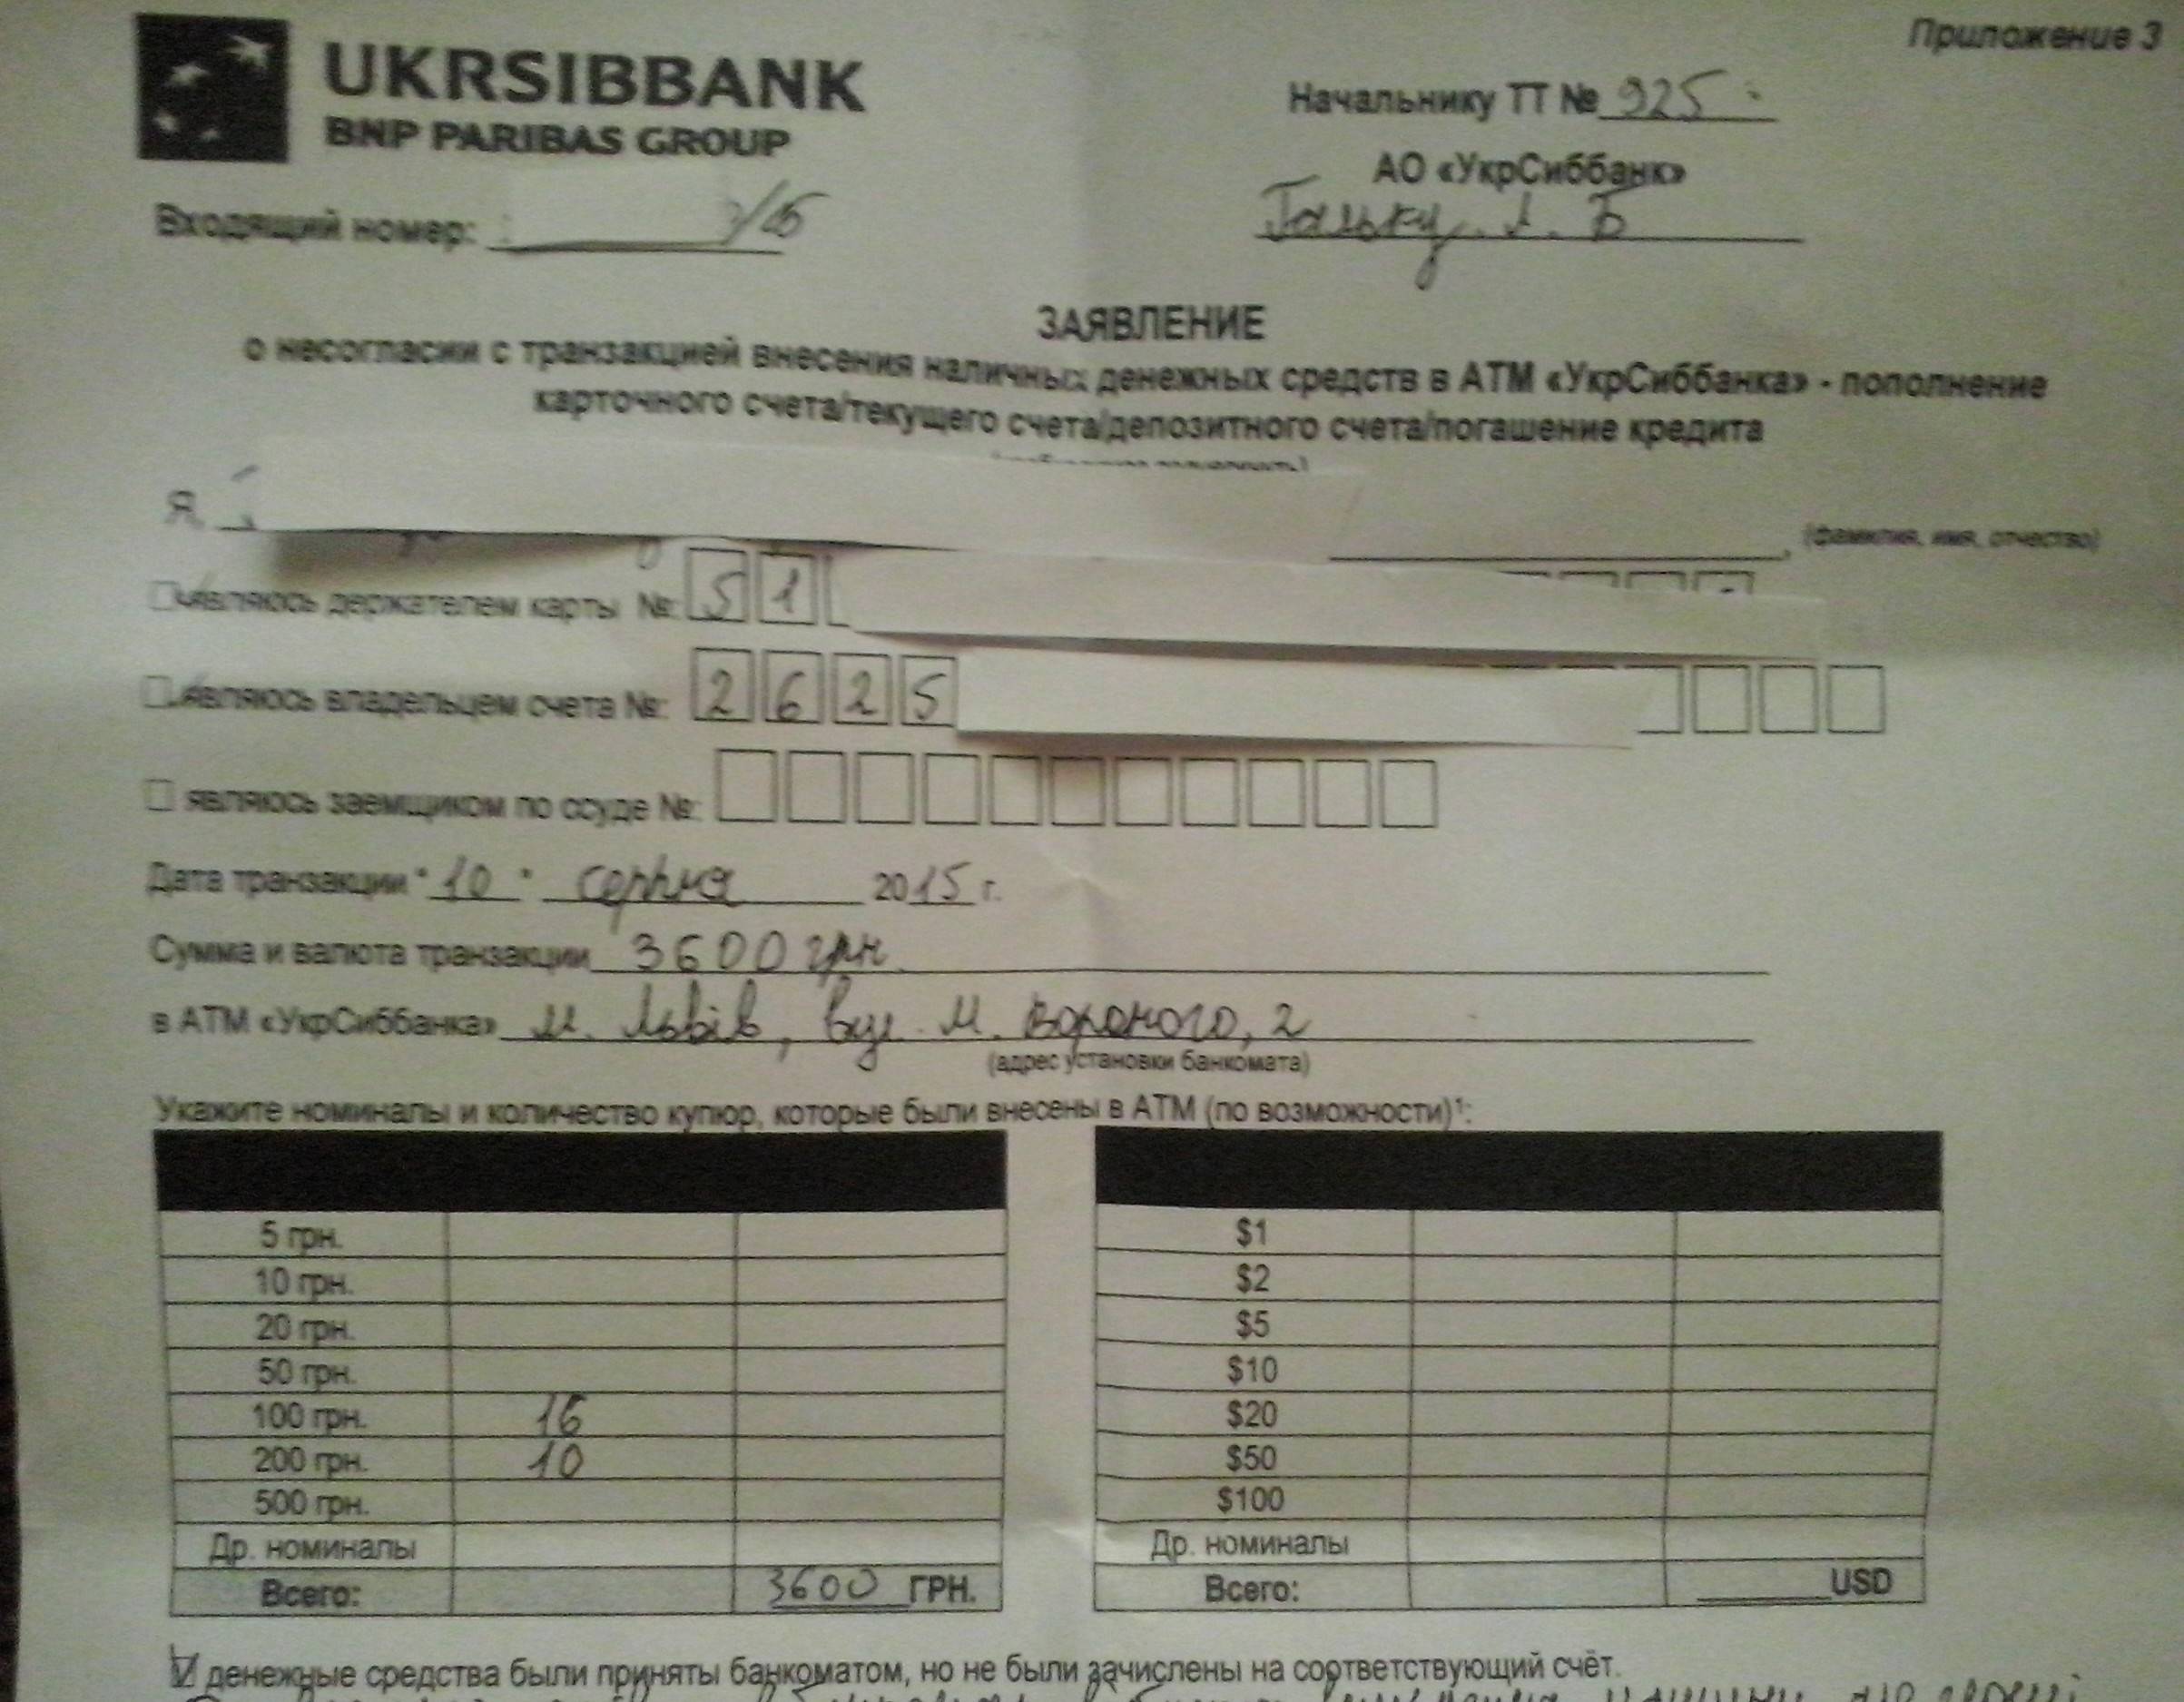 Приложение 3
UKRSIBBANK
BNP PARIBAS GROUP
Начальнику ТТ № 925
АО «УкрСиббанк»
Входящий номер: /15
Б
ЗАЯВЛЕНИЕ
о несогласии с транзакцией внесения наличных денежных средств в АТМ «УкрСиббанка» - пополнение
карточного счета/текущего счета/депозитного счета/погашение кредита
Я,
(фамилия, имя, отчество)
являюсь держателем карты №: 5 1
являюсь владельцем счета №: 2 6 2 5
являюсь заемщиком по ссуде №:
Дата транзакции "10" серпня 2015 г.
Сумма и валюта транзакции 3600 грн.
в АТМ «УкрСиббанка» м. Львів, вул. М. Вороного, 2
(адрес установки банкомата)
Укажите номиналы и количество купюр, которые были внесены в АТМ (по возможности)¹:
5 грн.
10 грн.
20 грн.
50 грн.
100 грн. 16
200 грн. 10
500 грн.
Др. номиналы
Всего: 3600 ГРН.
$1
$2
$5
$10
$20
$50
$100
Др. номиналы
Всего: USD
денежные средства были приняты банкоматом, но не были зачислены на соответствующий счёт.